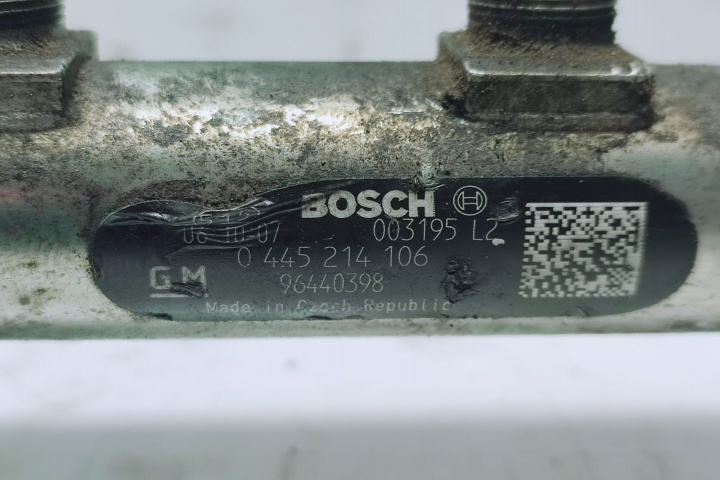 BOSCH
06-10-07 003195 L2
0 445 214 106
GM 96440398
Made in Czech Republic